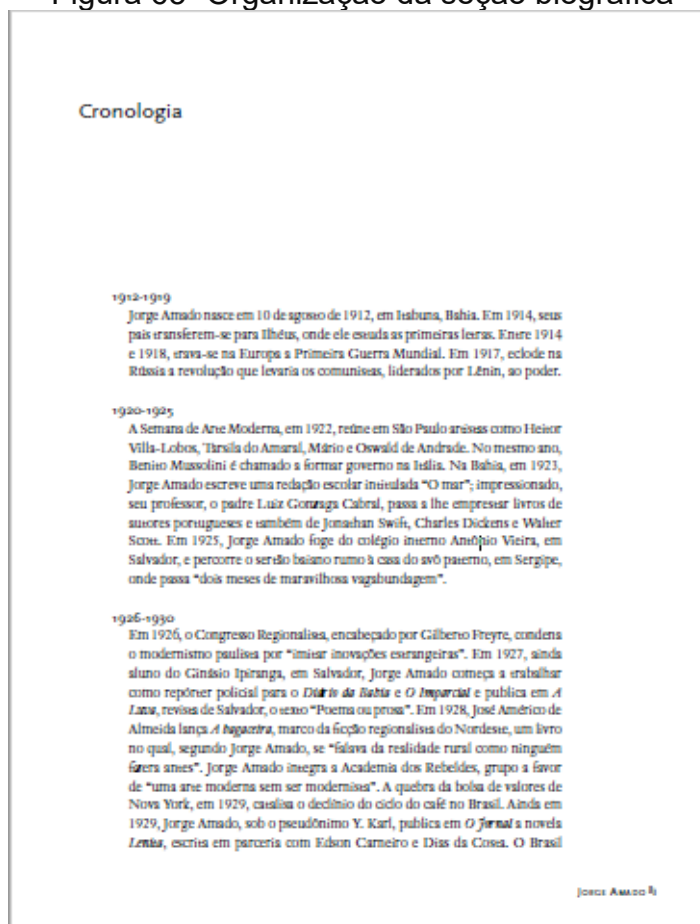 Figura 03- Organização da seção biográfica
Cronologia
1912-1919
Jorge Amado nasce em 10 de agosto de 1912, em Itabuna, Bahia. Em 1914, seus
pais transferem-se para Ilhéus, onde ele estuda as primeiras letras. Entre 1914
e 1918, trava-se na Europa a Primeira Guerra Mundial. Em 1917, eclode na
Rússia a revolução que levaria os comunistas, liderados por Lênin, ao poder.
1920-1925
A Semana de Arte Moderna, em 1922, reúne em São Paulo artistas como Heitor
Villa-Lobos, Tarsila do Amaral, Mário e Oswald de Andrade. No mesmo ano,
Benito Mussolini é chamado a formar governo na Itália. Na Bahia, em 1923,
Jorge Amado escreve uma redação escolar intitulada “O mar”; impressionado,
seu professor, o padre Luiz Gonzaga Cabral, passa a lhe emprestar livros de
autores portugueses e também de Jonathan Swift, Charles Dickens e Walter
Scott. Em 1925, Jorge Amado foge do colégio interno Antônio Vieira, em
Salvador, e percorre o sertão baiano rumo à casa do avô paterno, em Sergipe,
onde passa “dois meses de maravilhosa vagabundagem”.
1926-1930
Em 1926, o Congresso Regionalista, encabeçado por Gilberto Freyre, condena
o modernismo paulista por “imitar inovações estrangeiras”. Em 1927, ainda
aluno do Ginásio Ipiranga, em Salvador, Jorge Amado começa a trabalhar
como repórter policial para o Diário da Bahia e O Imparcial e publica em A
Luva, revista de Salvador, o texto “Poema ou prosa”. Em 1928, José Américo de
Almeida lança A bagaceira, marco da ficção regionalista do Nordeste, um livro
no qual, segundo Jorge Amado, se “falava da realidade rural como ninguém
fizera antes”. Jorge Amado integra a Academia dos Rebeldes, grupo a favor
de “uma arte moderna sem ser modernista”. A quebra da bolsa de valores de
Nova York, em 1929, catalisa o declínio do ciclo do café no Brasil. Ainda em
1929, Jorge Amado, sob o pseudônimo Y. Karl, publica em O Jornal a novela
Lenita, escrita em parceria com Edson Carneiro e Dias da Costa. O Brasil
Jorge Amado